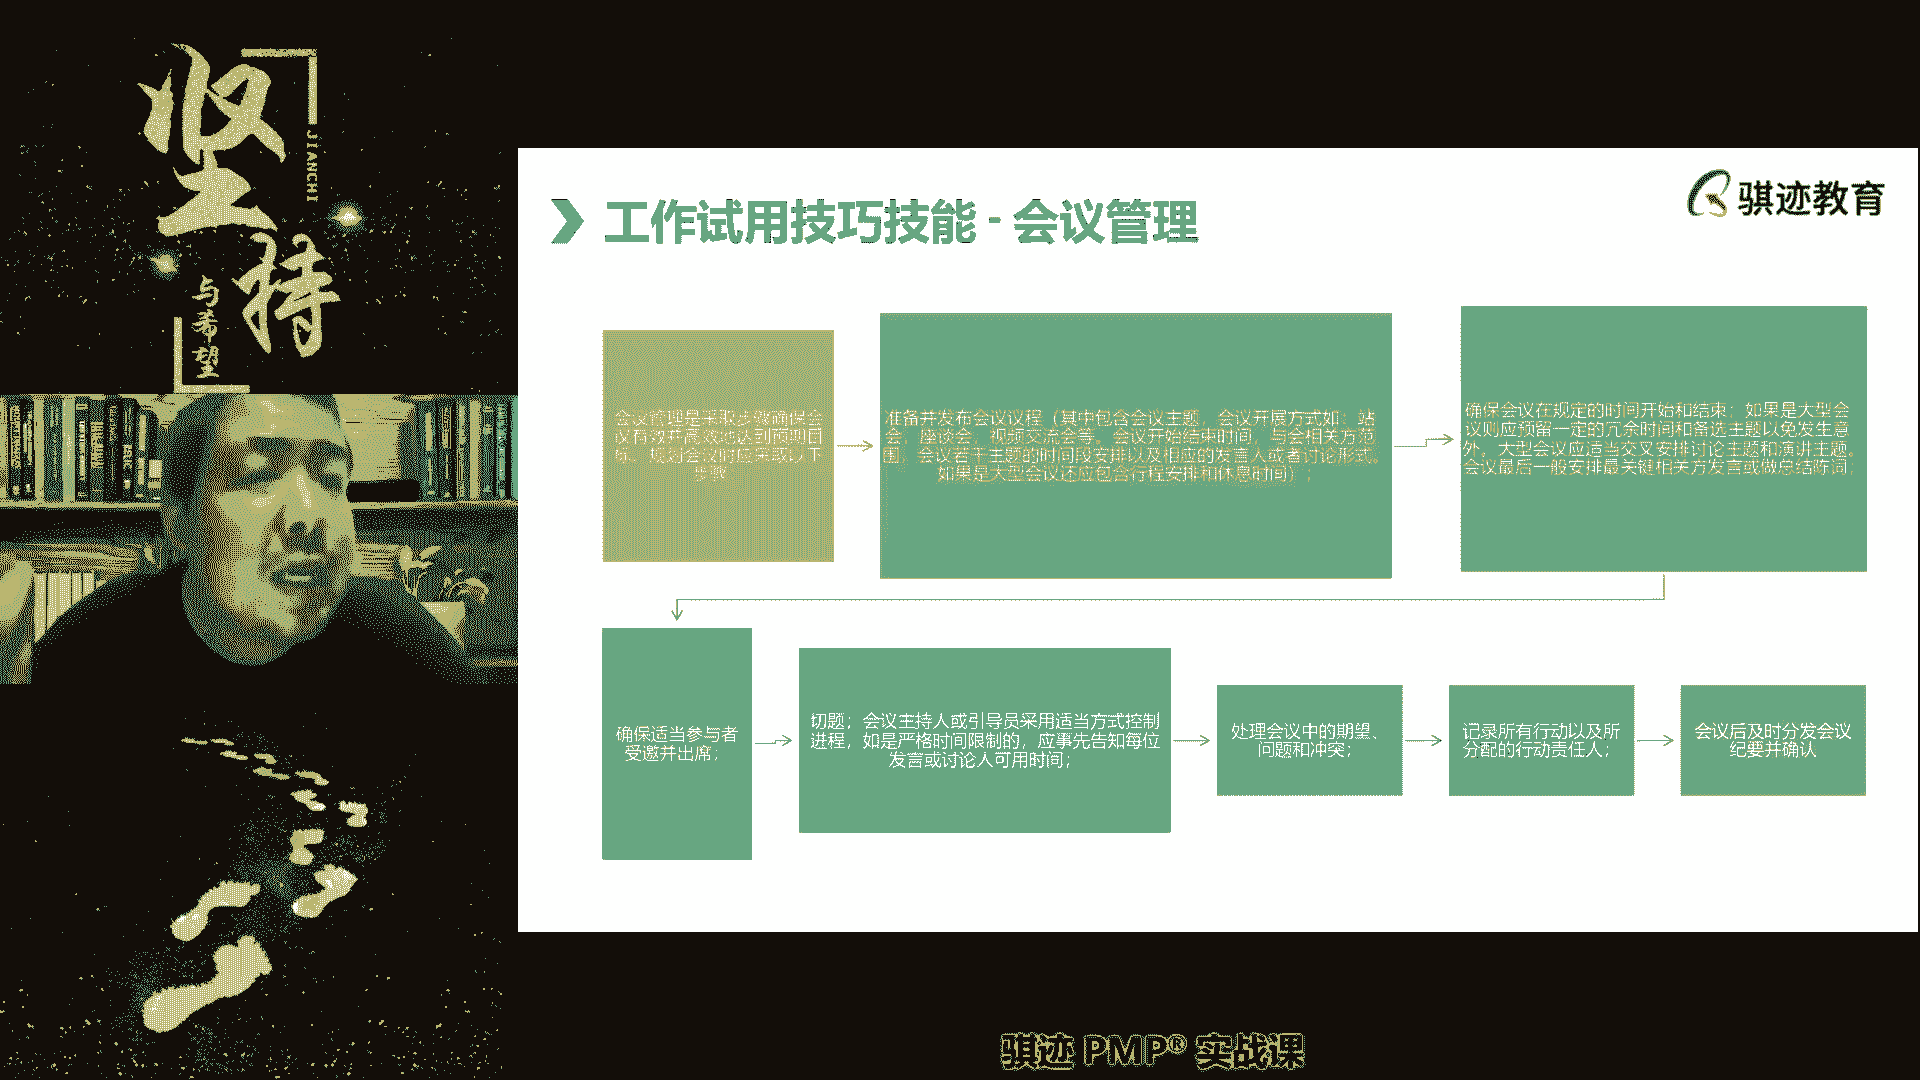 坚持
JIANCHI
与希望
骐迹教育
工作试用技巧技能 - 会议管理
会议管理是采取步骤确保会
议有效并高效地达到预期目
标。规划会议时应采取以下
步骤
准备并发布会议议程（其中包含会议主题、会议开展方式如：站
会、座谈会、视频交流会等。会议开始结束时间、与会相关方范
围、会议若干主题的时间段安排以及相应的发言人或者讨论形式。
如果是大型会议还应包含行程安排和休息时间）；
确保会议在规定的时间开始和结束；如果是大型会
议则应预留一定的冗余时间和备选主题以免发生意
外。大型会议应适当交叉安排讨论主题和演讲主题。
会议最后一般安排最关键相关方发言或做总结陈词；
确保适当参与者
受邀并出席；
切题；会议主持人或引导员采用适当方式控制
进程，如是严格时间限制的，应事先告知每位
发言或讨论人可用时间；
处理会议中的期望、
问题和冲突；
记录所有行动以及所
分配的行动责任人；
会议后及时分发会议
纪要并确认
骐迹 PMP® 实战课